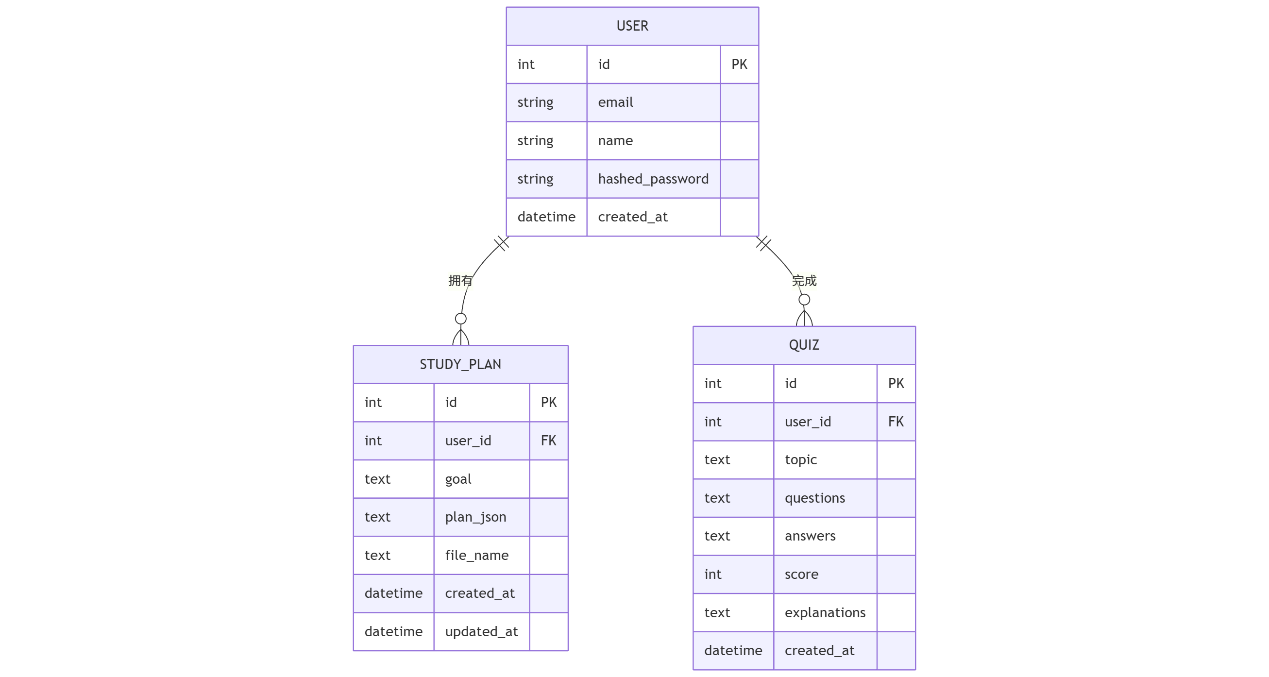 USER
int id PK
string email
string name
string hashed_password
datetime created_at
拥有
完成
STUDY_PLAN
int id PK
int user_id FK
text goal
text plan_json
text file_name
datetime created_at
datetime updated_at
QUIZ
int id PK
int user_id FK
text topic
text questions
text answers
int score
text explanations
datetime created_at